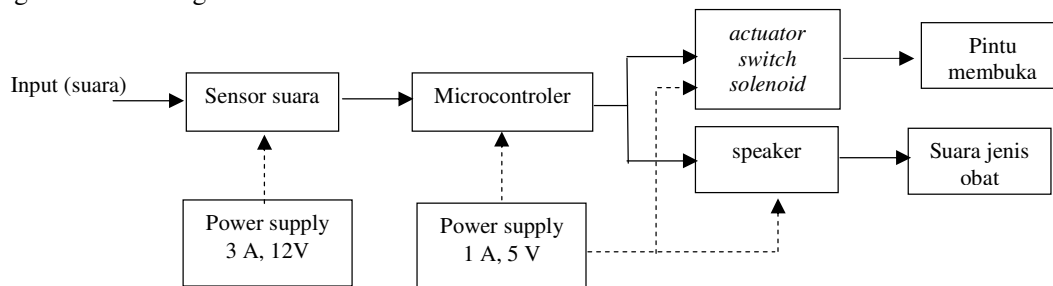 Input (suara)
Sensor suara
Microcontroler
actuator
switch
solenoid
Pintu
membuka
speaker
Suara jenis
obat
Power supply
3 A, 12V
Power supply
1 A, 5 V